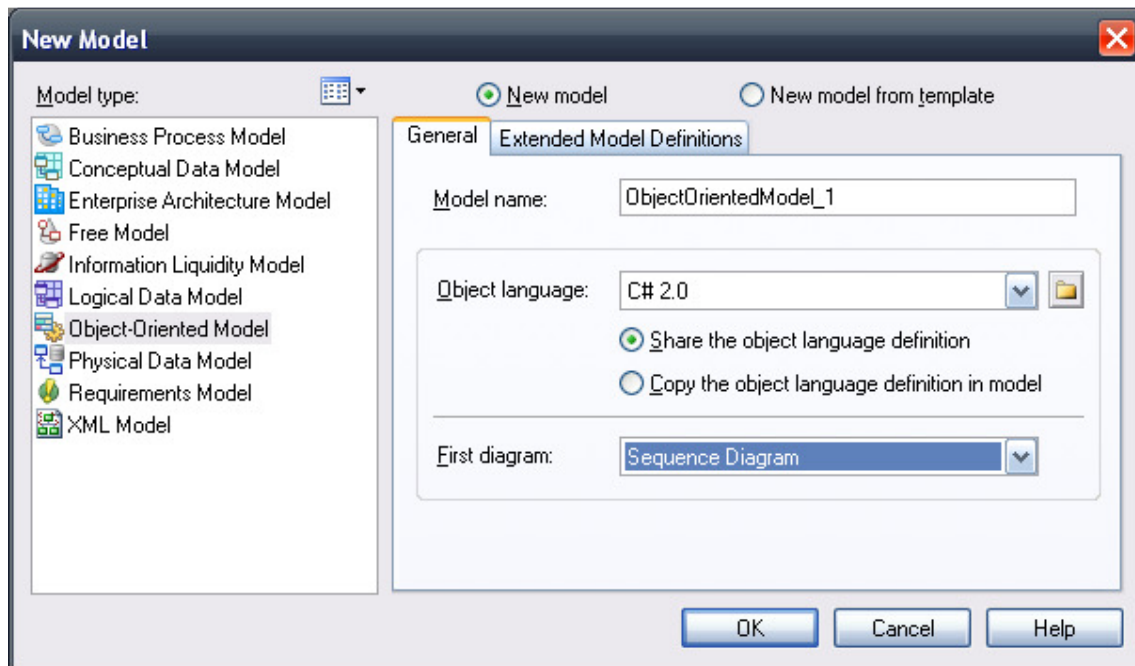 New Model
Model type:
New model
New model from template
Business Process Model
Conceptual Data Model
Enterprise Architecture Model
Free Model
Information Liquidity Model
Logical Data Model
Object-Oriented Model
Physical Data Model
Requirements Model
XML Model
General
Extended Model Definitions
Model name:
ObjectOrientedModel_1
Object language:
C# 2.0
Share the object language definition
Copy the object language definition in model
First diagram:
Sequence Diagram
OK
Cancel
Help